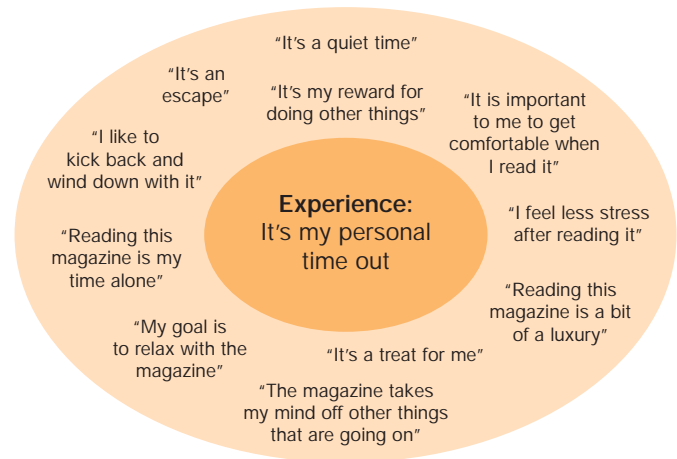 “It’s a quiet time”
“It’s an
escape”
“It’s my reward for
doing other things”
“It is important
to me to get
comfortable when
I read it”
“I like to
kick back and
wind down with it”
Experience:
It’s my personal
time out
“I feel less stress
after reading it”
“Reading this
magazine is my
time alone”
“Reading this
magazine is a bit
of a luxury”
“My goal is
to relax with the
magazine”
“It’s a treat for me”
“The magazine takes
my mind off other things
that are going on”